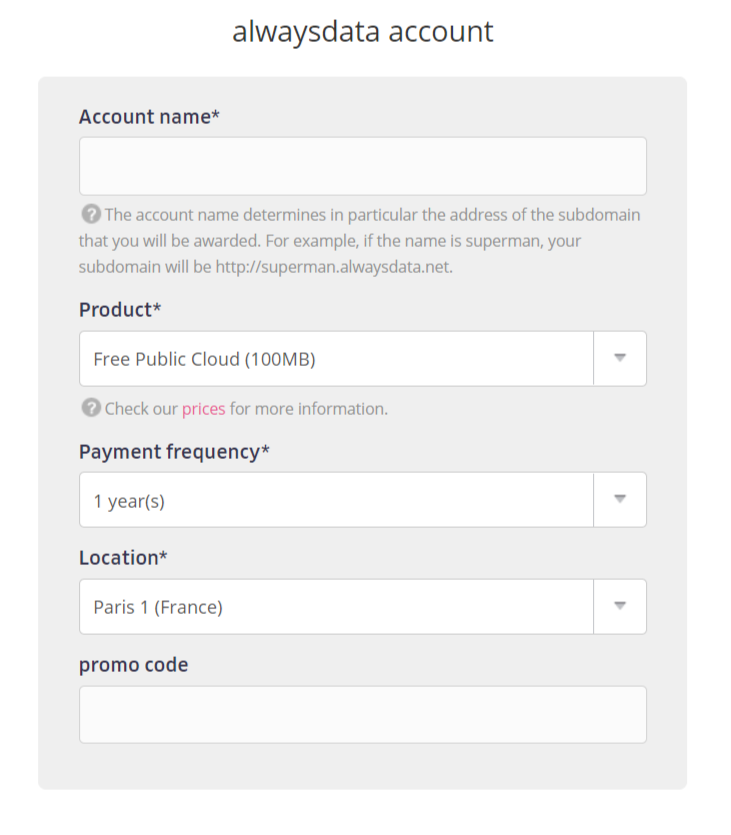 alwaysdata account
Account name*
? The account name determines in particular the address of the subdomain
that you will be awarded. For example, if the name is superman, your
subdomain will be http://superman.alwaysdata.net.
Product*
Free Public Cloud (100MB)
? Check our prices for more information.
Payment frequency*
1 year(s)
Location*
Paris 1 (France)
promo code